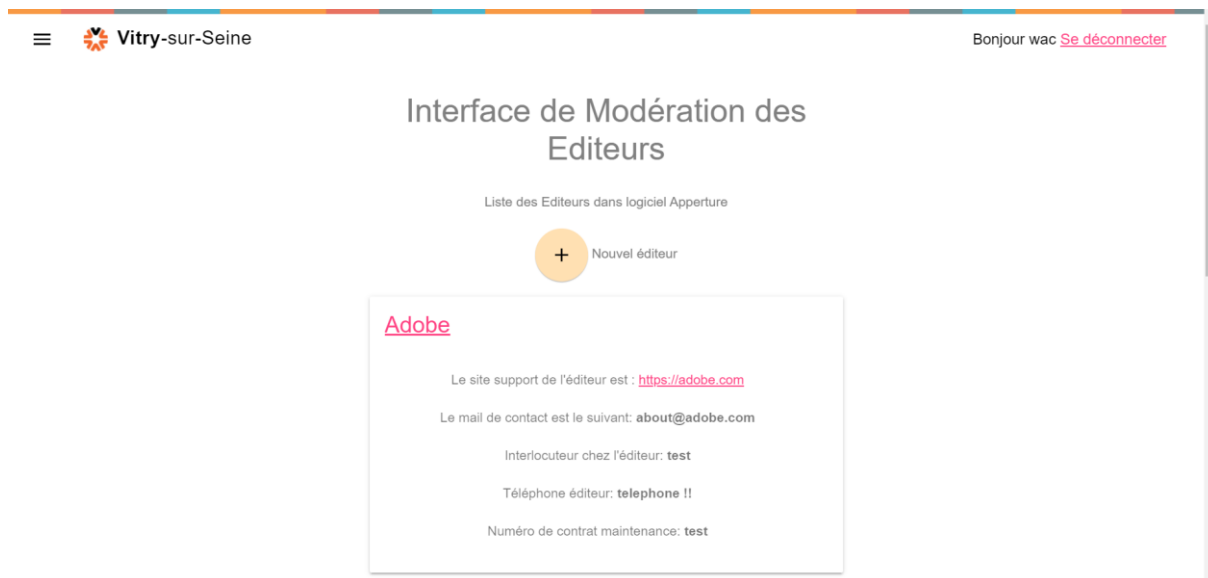 Vitry-sur-Seine
Bonjour wac Se déconnecter
Interface de Modération des
Editeurs
Liste des Editeurs dans logiciel Apperture
+ Nouvel éditeur
Adobe
Le site support de l'éditeur est : https://adobe.com
Le mail de contact est le suivant: about@adobe.com
Interlocuteur chez l'éditeur: test
Téléphone éditeur: telephone !!
Numéro de contrat maintenance: test